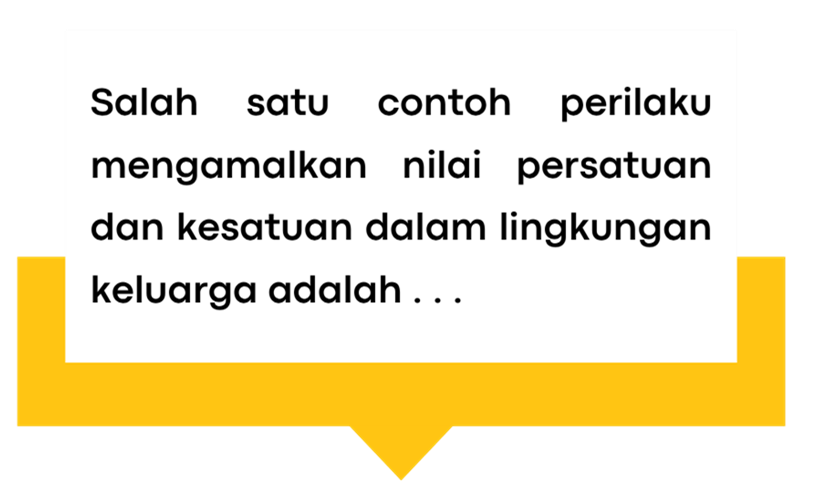 Salah satu contoh perilaku
mengamalkan nilai persatuan
dan kesatuan dalam lingkungan
keluarga adalah . . .